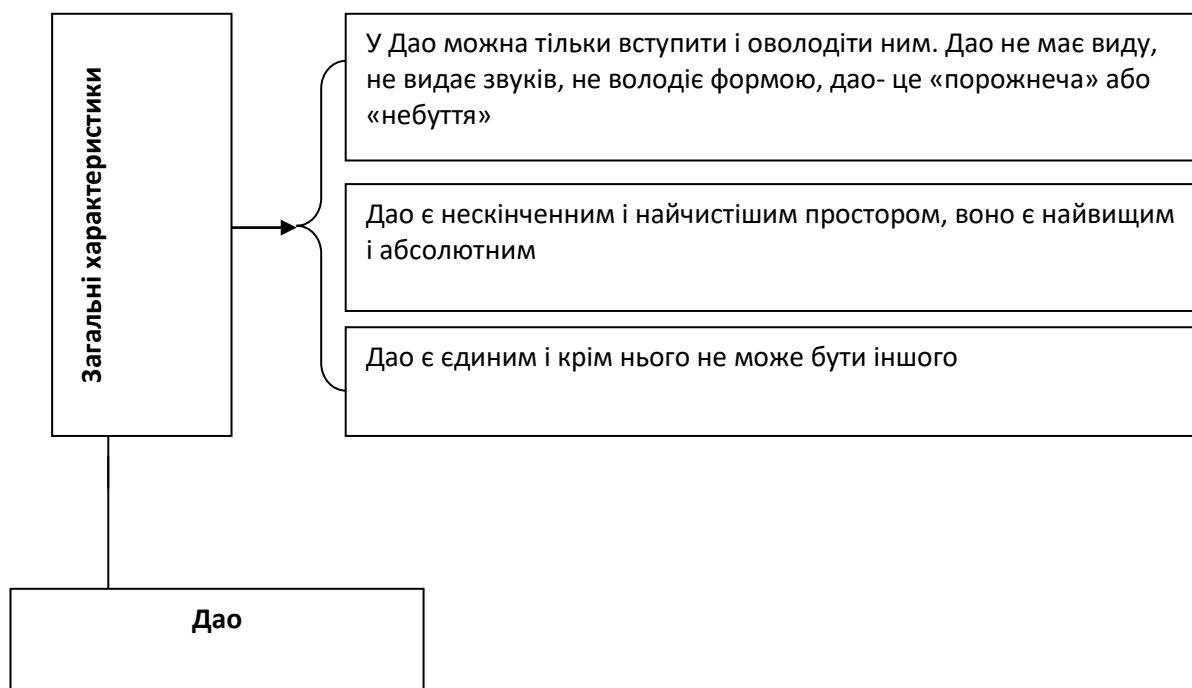 Загальні характеристики
У Дао можна тільки вступити і оволодіти ним. Дао не має виду,
не видає звуків, не володіє формою, дао- це «порожнеча» або
«небуття»
Дао є нескінченним і найчистішим простором, воно є найвищим
і абсолютним
Дао є єдиним і крім нього не може бути іншого
Дао